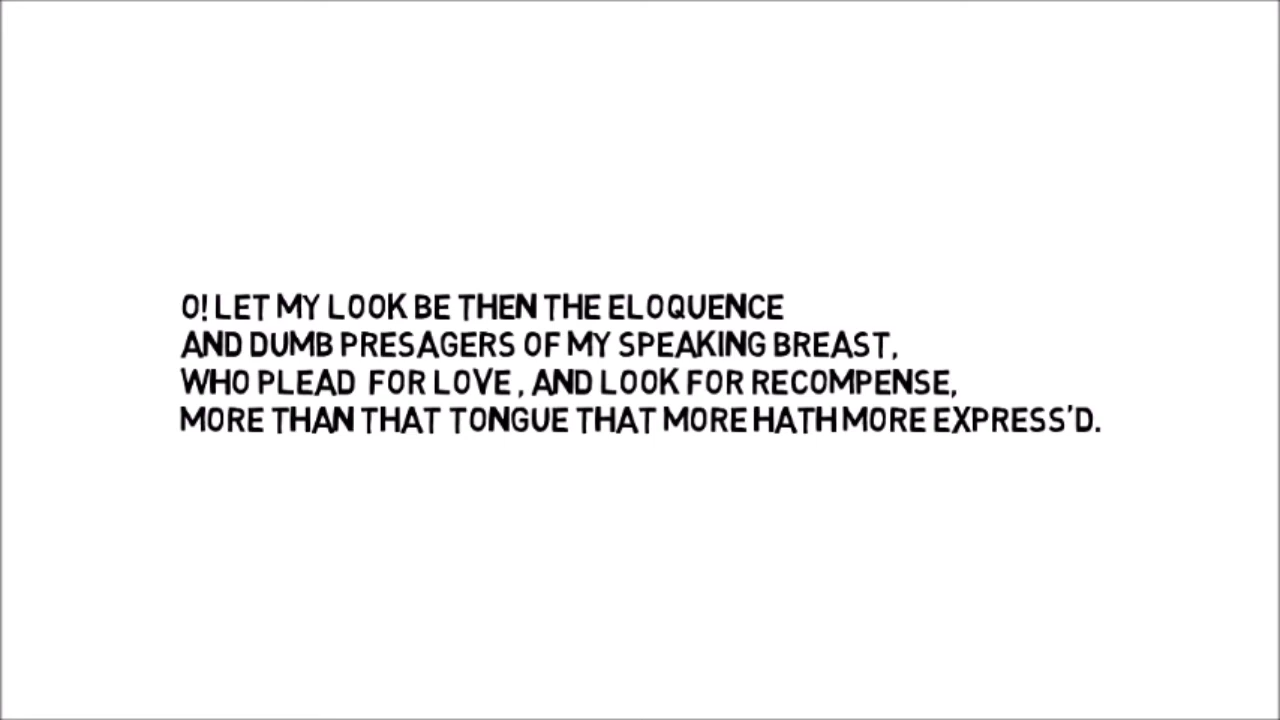 O! LET MY LOOK BE THEN THE ELOQUENCE
AND DUMB PRESAGERS OF MY SPEAKING BREAST,
WHO PLEAD FOR LOVE, AND LOOK FOR RECOMPENSE,
MORE THAN THAT TONGUE THAT MORE HATH MORE EXPRESS'D.